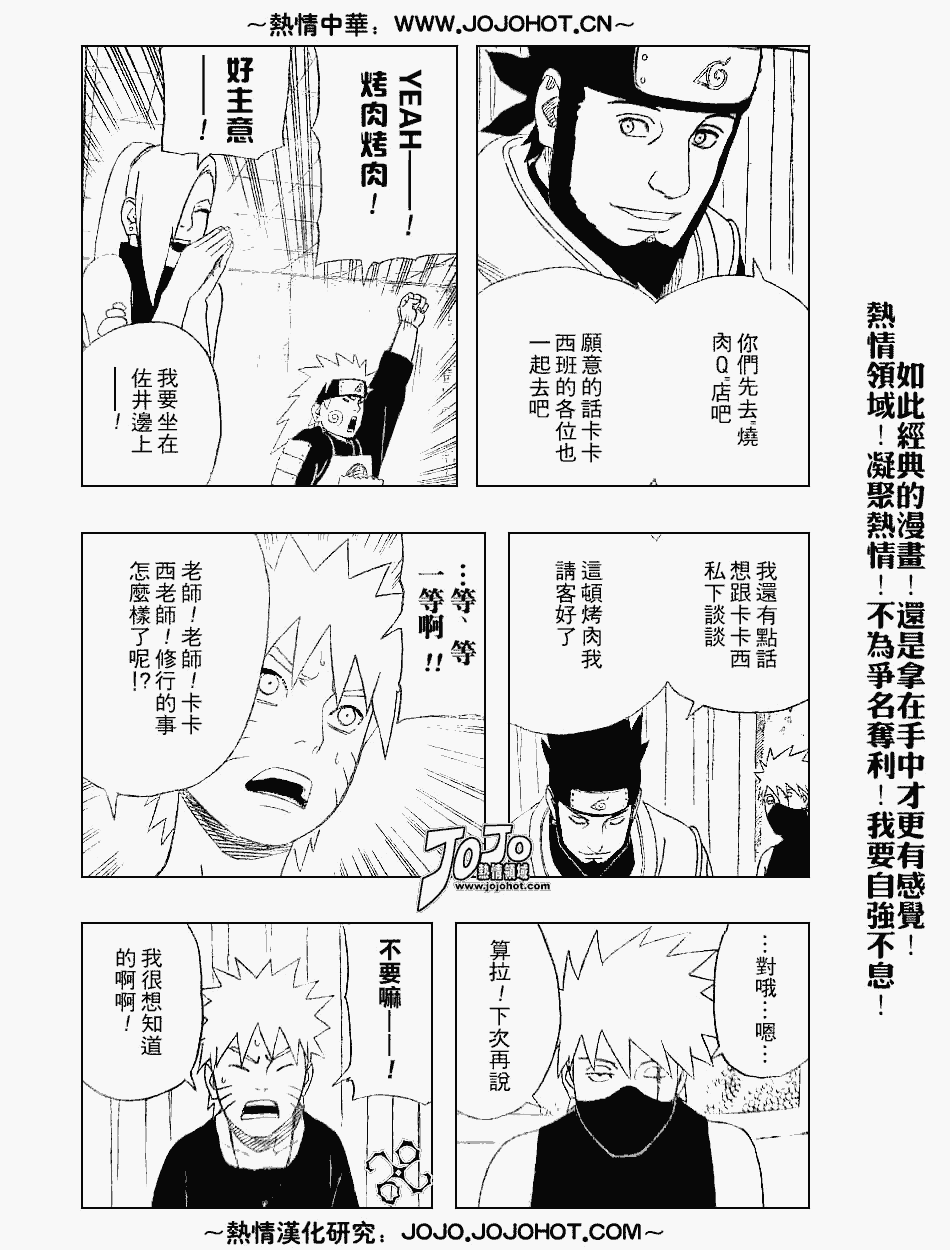 ～熱情中華：WWW.JOJOHOT.CN～
你們先去"燒
肉Q"店吧
願意的話卡卡
西班的各位也
一起去吧
YEAH——！
烤肉烤肉！
好主意
——！
我要坐在
佐井邊上
——！
我還有點話
想跟卡卡西
私下談談
這頓烤肉我
請客好了
…等、等
一等啊!!
老師！老師！卡卡
西老師！修行的事
怎麼樣了呢!?
…對哦…嗯…
算拉！下次再說
不要嘛——！
我很想知道
的啊啊！
如此經典的漫畫！還是拿在手中才更有感覺！
熱情領域！凝聚熱情！不為爭名奪利！我要自強不息！
JOJO
熱情領域
www.jojohot.com
～熱情漢化研究：JOJO.JOJOHOT.COM～